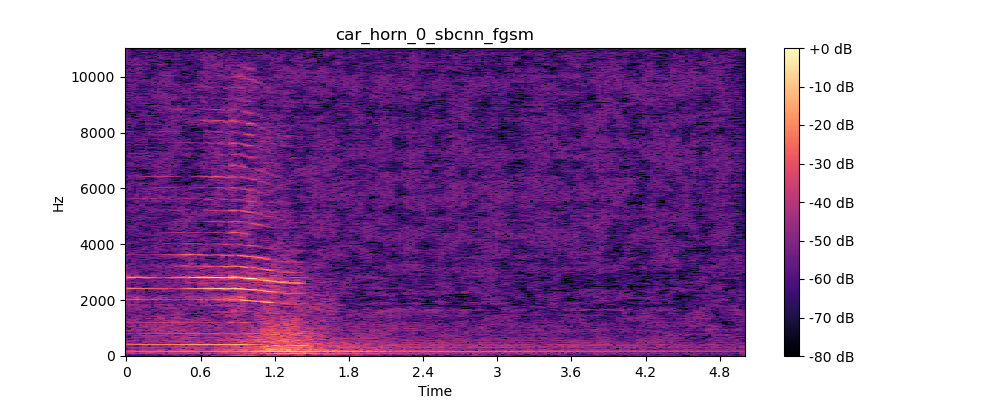 car_horn_0_sbcnn_fgsm
Hz
10000
8000
6000
4000
2000
0
0 0.6 1.2 1.8 2.4 3 3.6 4.2 4.8
Time
+0 dB
-10 dB
-20 dB
-30 dB
-40 dB
-50 dB
-60 dB
-70 dB
-80 dB